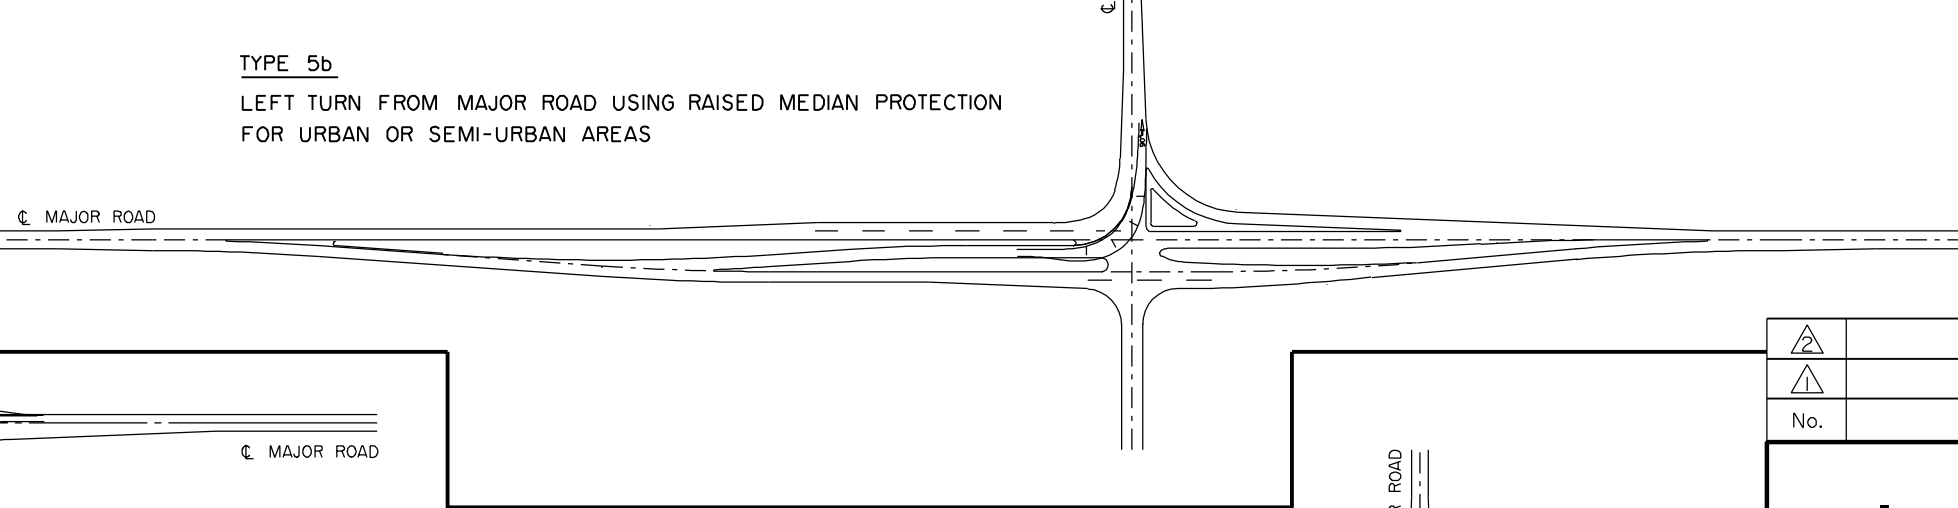 ℄
TYPE 5b
LEFT TURN FROM MAJOR ROAD USING RAISED MEDIAN PROTECTION
FOR URBAN OR SEMI-URBAN AREAS
℄ MAJOR ROAD
2
1
No.
℄ MAJOR ROAD
ROAD